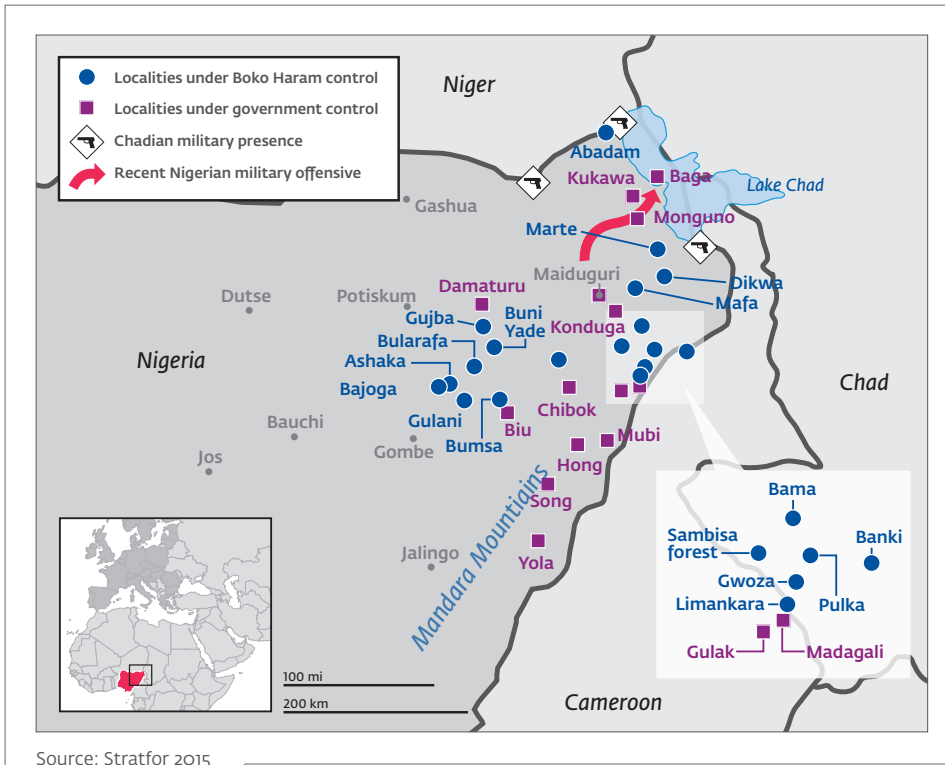 Localities under Boko Haram control
Localities under government control
Chadian military presence
Recent Nigerian military offensive
Niger
Abadam
Kukawa
Baga
Lake Chad
Gashua
Monguno
Marte
Maiduguri
Dikwa
Mafa
Dutse
Potiskum
Damaturu
Gujba
Buni
Yade
Konduga
Bularafa
Nigeria
Ashaka
Bajoga
Chad
Chibok
Gulani
Bumsa
Biu
Bauchi
Gombe
Mubi
Hong
Jos
Song
Mandara Mountiains
Jalingo
Yola
Bama
Sambisa
forest
Banki
Gwoza
Limankara
Pulka
Gulak
Madagali
100 mi
200 km
Cameroon
Source: Stratfor 2015